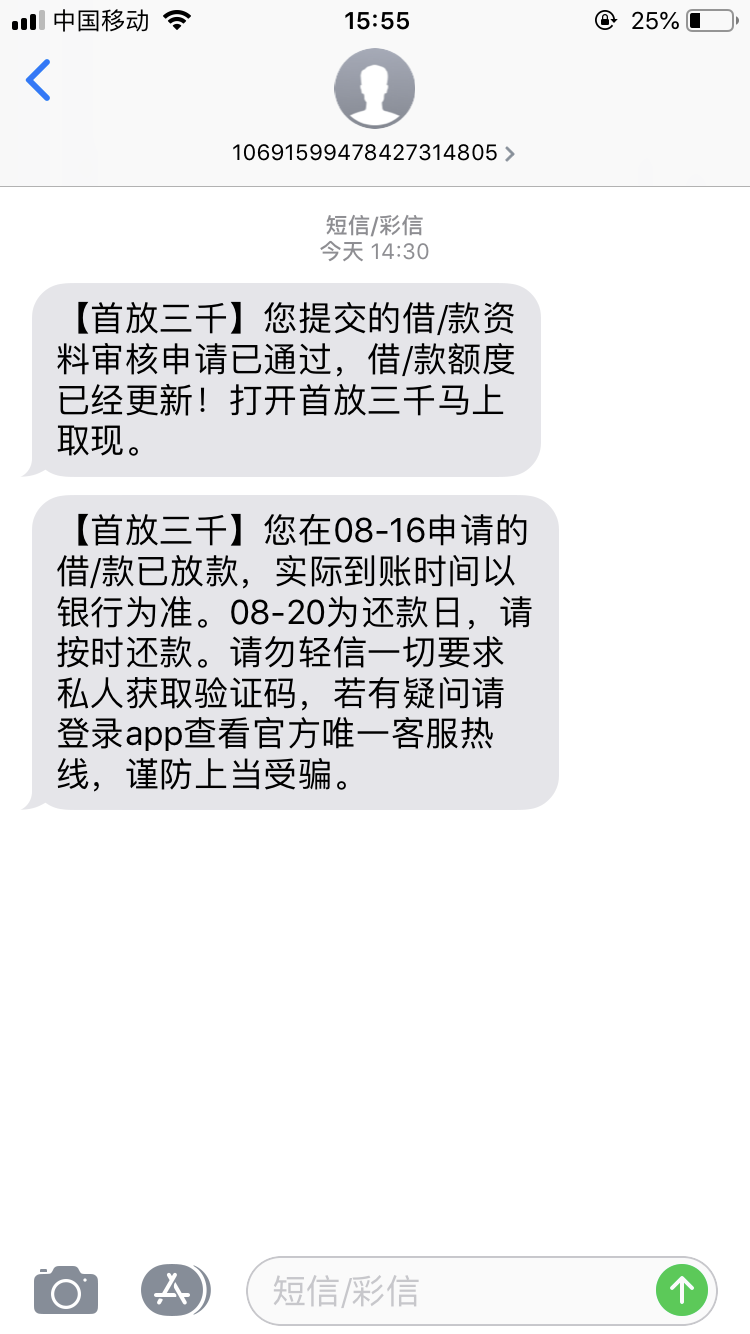 中国移动 15:55 25%
10691599478427314805
短信/彩信
今天 14:30
【首放三千】您提交的借/款资
料审核申请已通过，借/款额度
已经更新！打开首放三千马上
取现。
【首放三千】您在08-16申请的
借/款已放款，实际到账时间以
银行为准。08-20为还款日，请
按时还款。请勿轻信一切要求
私人获取验证码，若有疑问请
登录app查看官方唯一客服热
线，谨防上当受骗。
短信/彩信